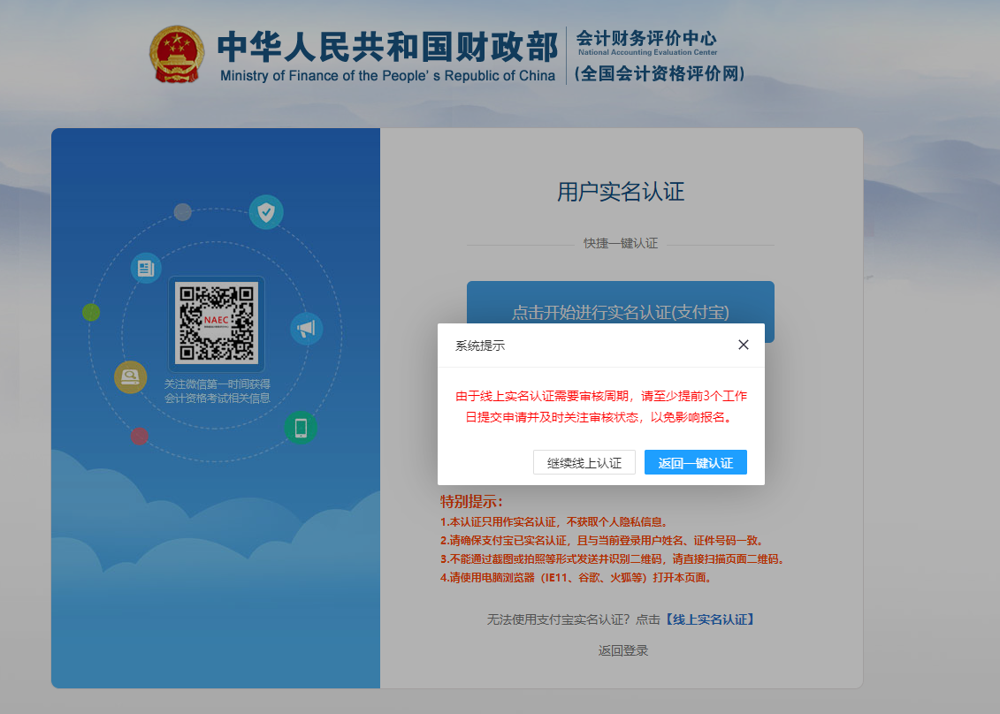 中华人民共和国财政部
Ministry of Finance of the People' s Republic of China
会计财务评价中心
National Accounting Evaluation Center
(全国会计资格评价网)
NAEC
关注微信第一时间获得
会计资格考试相关信息
用户实名认证
快捷一键认证
点击开始进行实名认证(支付宝)
系统提示
由于线上实名认证需要审核周期，请至少提前3个工作
日提交申请并及时关注审核状态，以免影响报名。
继续线上认证
返回一键认证
特别提示：
1.本认证只用作实名认证，不获取个人隐私信息。
2.请确保支付宝已实名认证，且与当前登录用户姓名、证件号码一致。
3.不能通过截图或拍照等形式发送并识别二维码，请直接扫描页面二维码。
4.请使用电脑浏览器（IE11、谷歌、火狐等）打开本页面。
无法使用支付宝实名认证？点击【线上实名认证】
返回登录